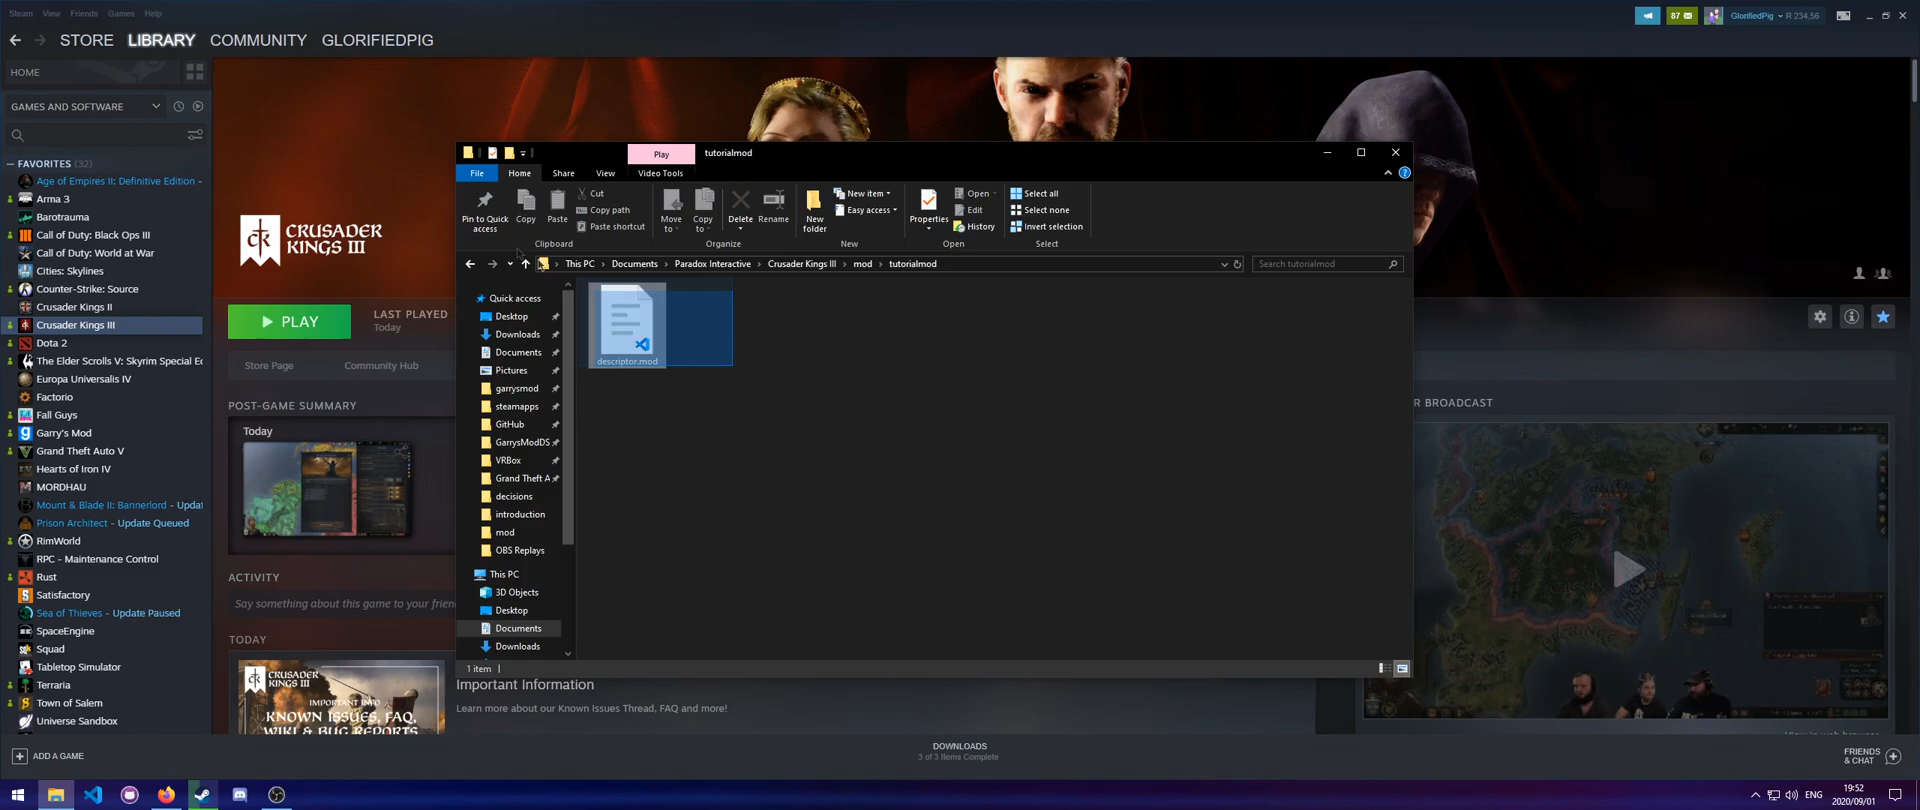 Steam View Friends Games Help
87
GlorifiedPig R 234,56
STORE LIBRARY COMMUNITY GLORIFIEDPIG
HOME
GAMES AND SOFTWARE
FAVORITES (32)
Age of Empires II: Definitive Edition -
Arma 3
Barotrauma
Call of Duty: Black Ops III
Call of Duty: World at War
Cities: Skylines
Counter-Strike: Source
Crusader Kings II
Crusader Kings III
Dota 2
The Elder Scrolls V: Skyrim Special Ec
Europa Universalis IV
Factorio
Fall Guys
Garry's Mod
Grand Theft Auto V
Hearts of Iron IV
MORDHAU
Mount & Blade II: Bannerlord - Updat
Prison Architect - Update Queued
RimWorld
RPC - Maintenance Control
Rust
Satisfactory
Sea of Thieves - Update Paused
SpaceEngine
Squad
Tabletop Simulator
Terraria
Town of Salem
Universe Sandbox
ADD A GAME
CRUSADER
KINGS III
PLAY
LAST PLAYED
Today
Store Page
Community Hub
POST-GAME SUMMARY
Today
ACTIVITY
Say something about this game to your frien
TODAY
CRUSADER
KINGS III
IMPORTANT INFO
KNOWN ISSUES, FAQ,
WIKI & BUG REPORTS
Play
tutorialmod
File Home Share View Video Tools
Pin to Quick
access
Copy
Paste
Cut
Copy path
Paste shortcut
Clipboard
Move
to
Copy
to
Delete
Rename
Organize
New
folder
New item
Easy access
New
Properties
Open
Edit
History
Open
Select all
Select none
Invert selection
Select
This PC Documents Paradox Interactive Crusader Kings III mod tutorialmod
Search tutorialmod
Quick access
Desktop
Downloads
Documents
Pictures
garrysmod
steamapps
GitHub
GarrysModDS
VRBox
Grand Theft A
decisions
introduction
mod
OBS Replays
This PC
3D Objects
Desktop
Documents
Downloads
descriptor.mod
1 item
Important Information
Learn more about our Known Issues Thread, FAQ and more!
R BROADCAST
DOWNLOADS
3 of 3 Items Complete
FRIENDS
& CHAT
ENG
19:52
2020/09/01